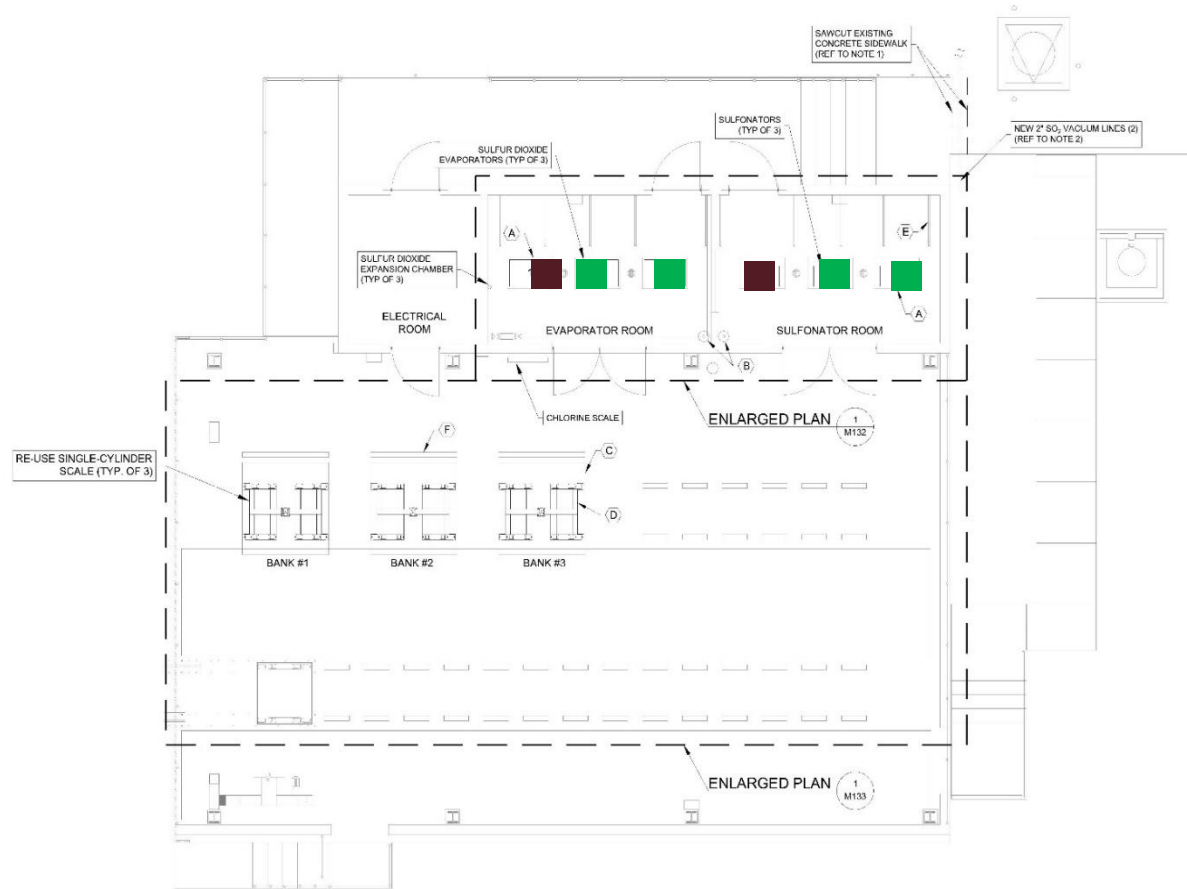 SAWCUT EXISTING
CONCRETE SIDEWALK
(REF TO NOTE 1)
SULFONATORS
(TYP OF 3)
NEW 2" SO₂ VACUUM LINES (2)
(REF TO NOTE 2)
SULFUR DIOXIDE
EVAPORATORS (TYP OF 3)
A
E
SULFUR DIOXIDE
EXPANSION CHAMBER
(TYP OF 3)
A
ELECTRICAL
ROOM
EVAPORATOR ROOM
SULFONATOR ROOM
B
CHLORINE SCALE
ENLARGED PLAN
1
M132
F
C
RE-USE SINGLE-CYLINDER
SCALE (TYP. OF 3)
D
BANK #1
BANK #2
BANK #3
ENLARGED PLAN
1
M133